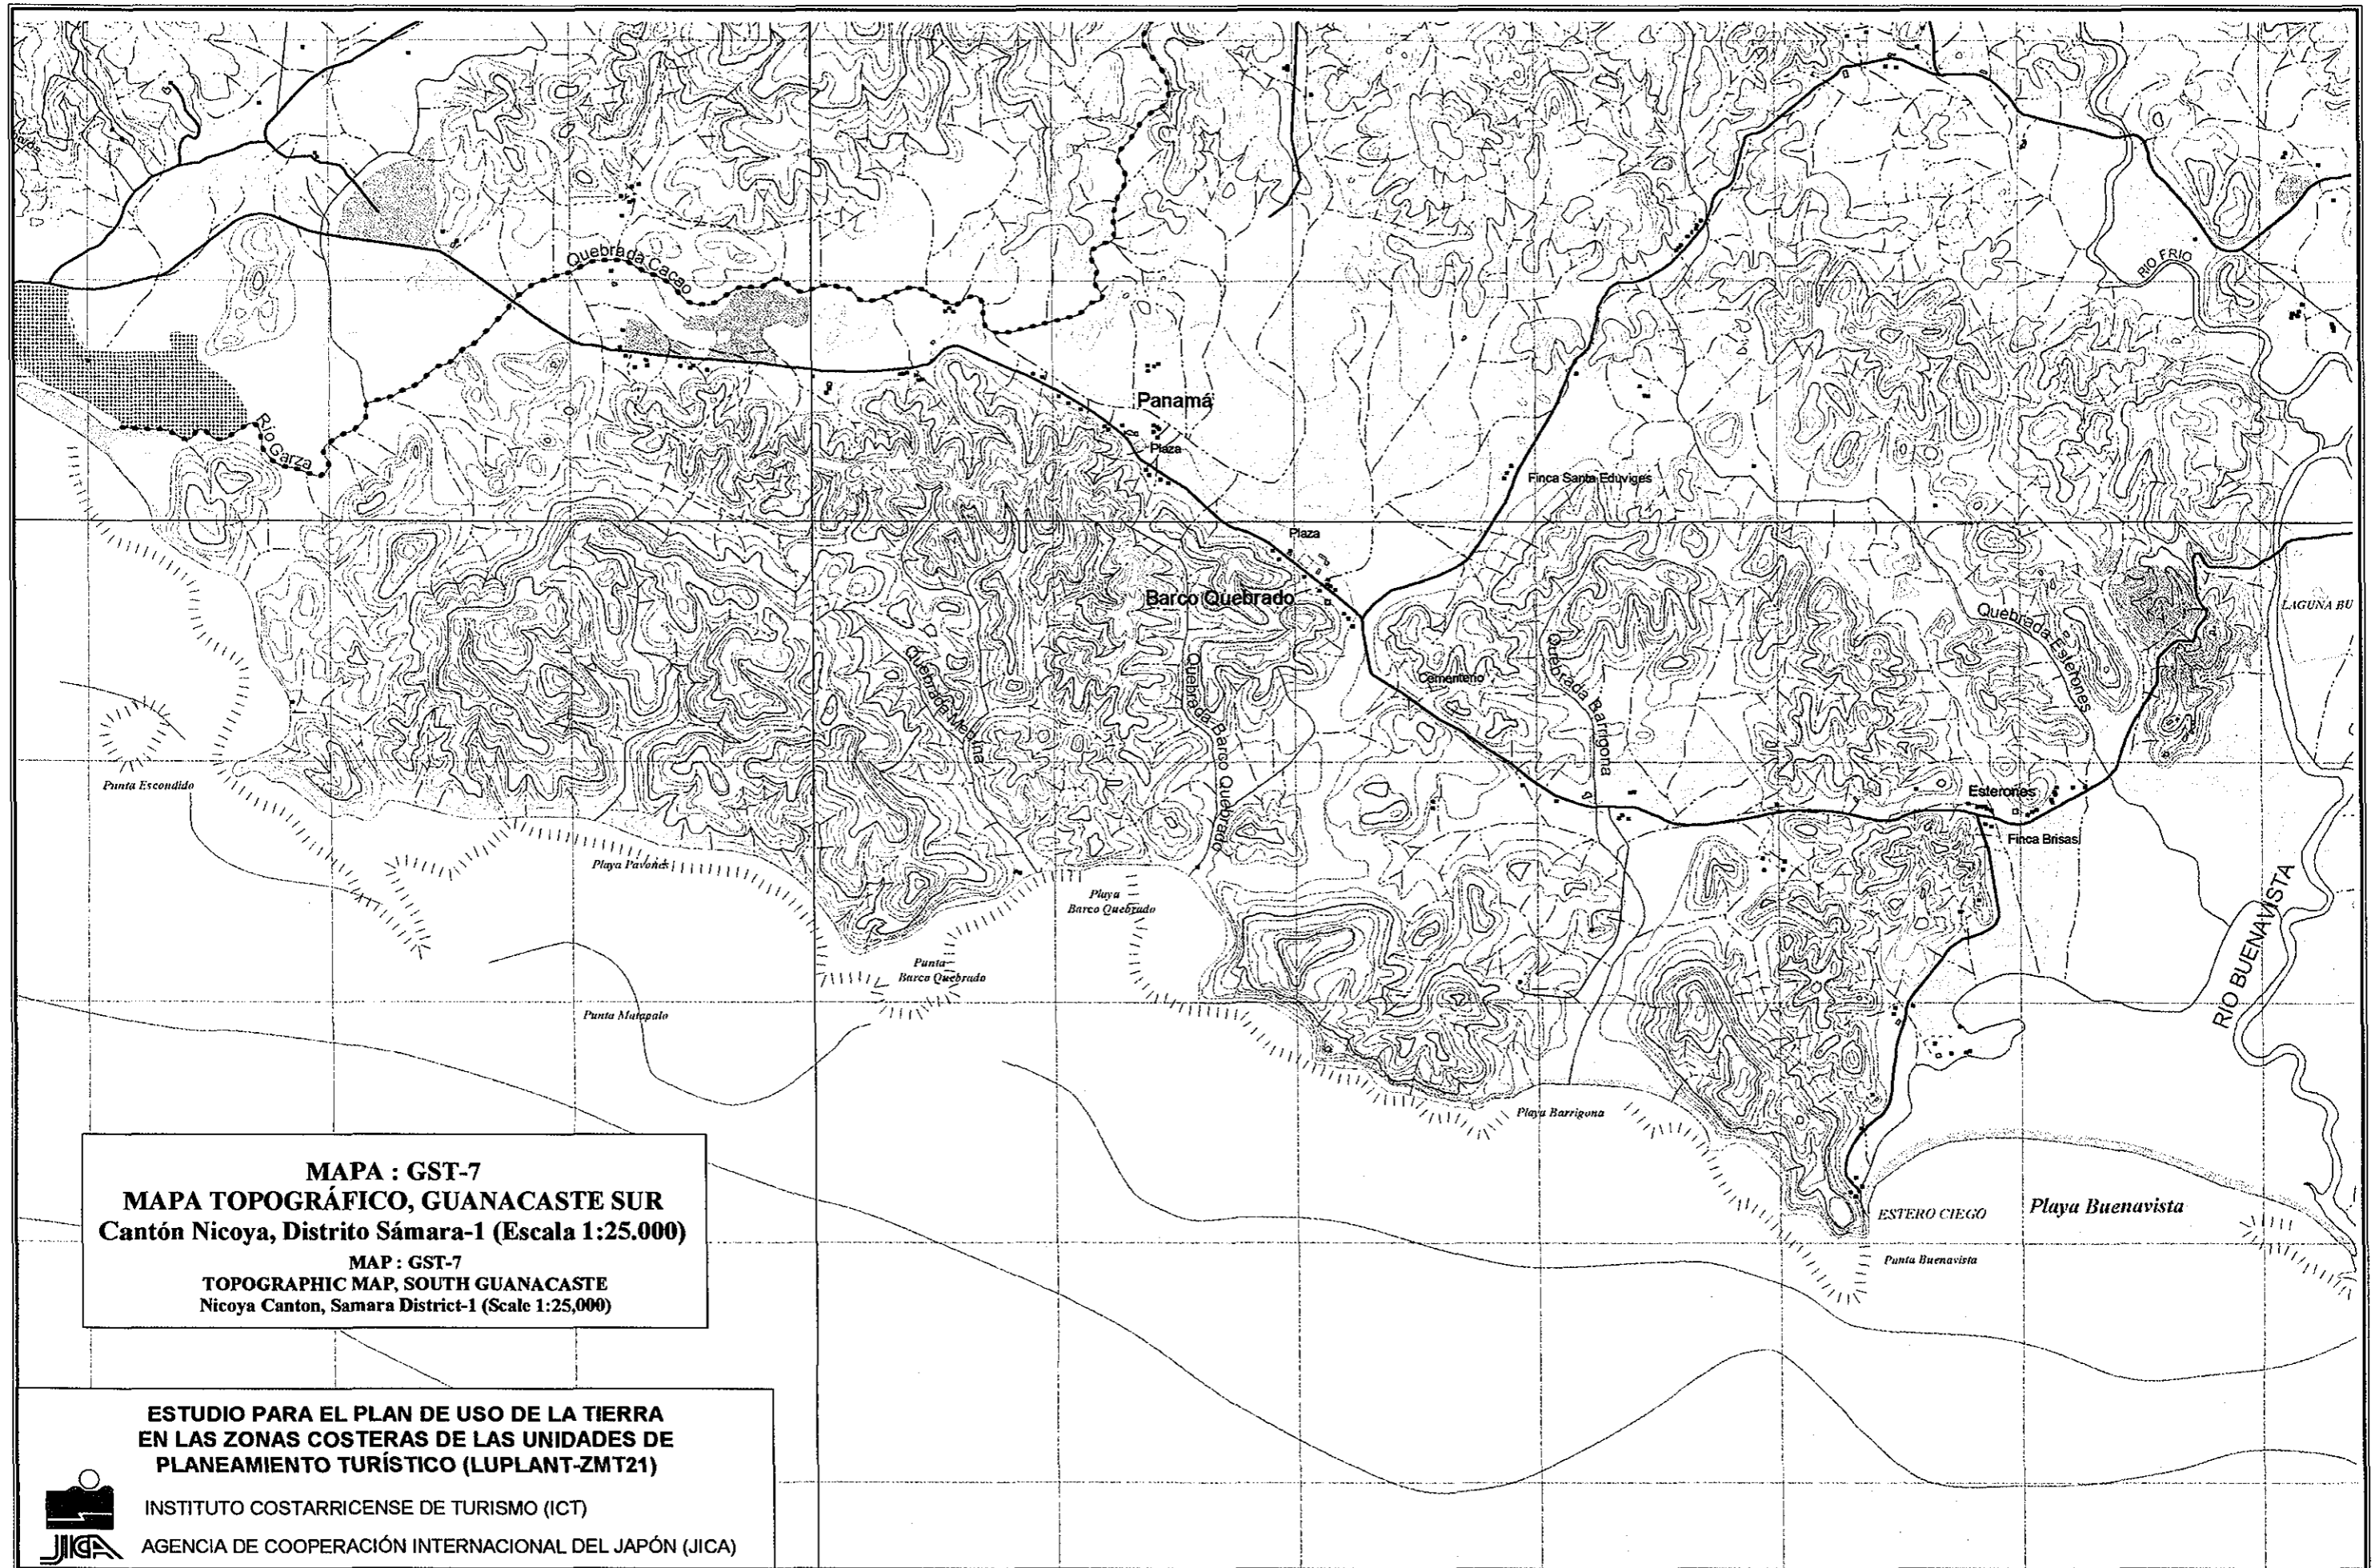 Quebrada Cacao
RIO FRIO
Panamá
Plaza
Río Garza
Finca Santa Eduviges
Plaza
Barco Quebrado
LAGUNA BU
Quebrada Esterones
Quebrada Medina
Quebrada Barco Quebrado
Cementerio
Quebrada Barrigona
Punta Escondido
Esterones
Finca Brisas
Playa Pavones
Playa
Barco Quebrado
Punta
Barco Quebrado
Punta Matapalo
RIO BUENAVISTA
Playa Barrigona
ESTERO CIEGO
Playa Buenavista
Punta Buenavista
MAPA : GST-7
MAPA TOPOGRÁFICO, GUANACASTE SUR
Cantón Nicoya, Distrito Sámara-1 (Escala 1:25.000)
MAP : GST-7
TOPOGRAPHIC MAP, SOUTH GUANACASTE
Nicoya Canton, Samara District-1 (Scale 1:25,000)
ESTUDIO PARA EL PLAN DE USO DE LA TIERRA
EN LAS ZONAS COSTERAS DE LAS UNIDADES DE
PLANEAMIENTO TURÍSTICO (LUPLANT-ZMT21)
INSTITUTO COSTARRICENSE DE TURISMO (ICT)
JICA
AGENCIA DE COOPERACIÓN INTERNACIONAL DEL JAPÓN (JICA)